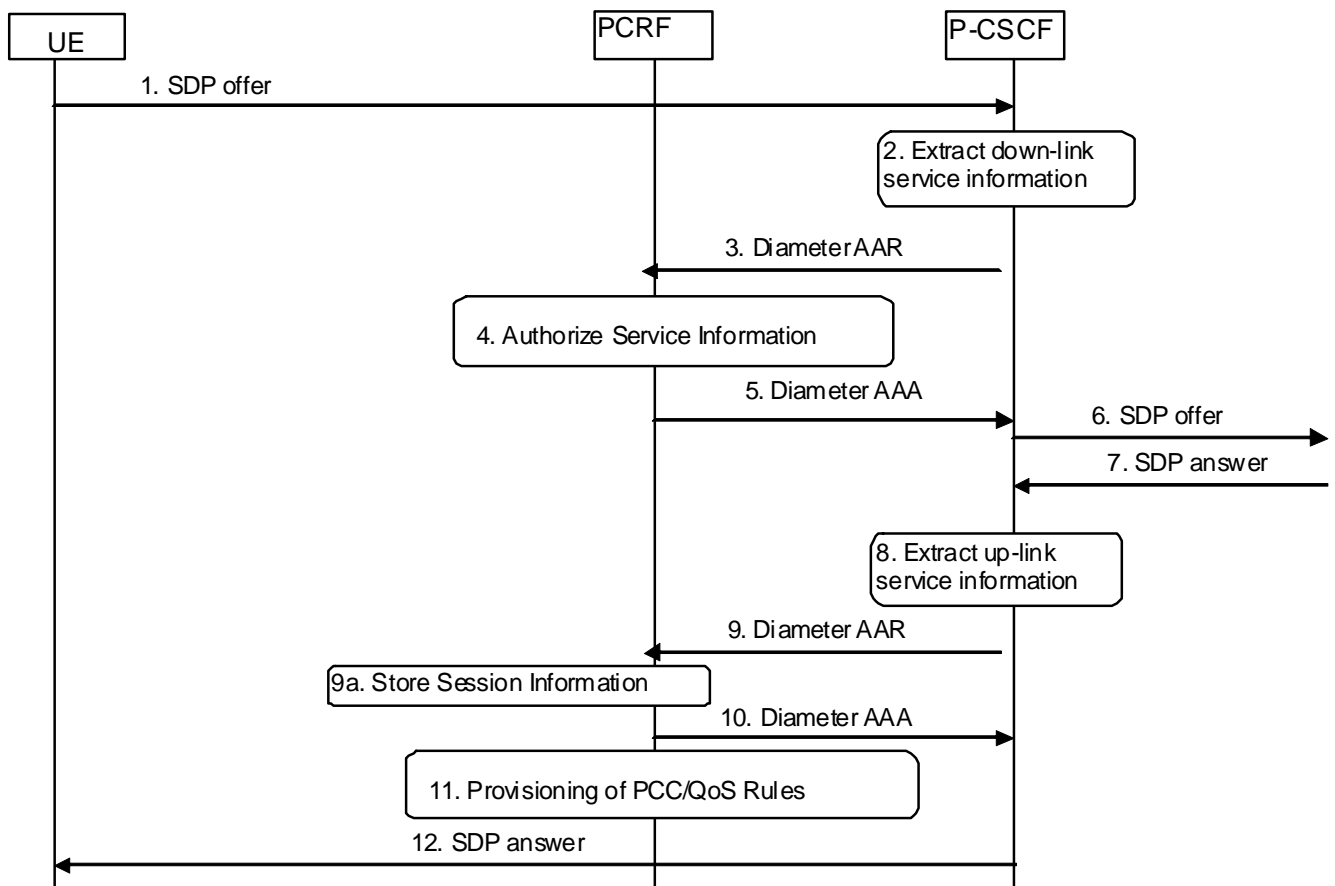 UE
PCRF
P-CSCF
1. SDP offer
2. Extract down-link
service information
3. Diameter AAR
4. Authorize Service Information
5. Diameter AAA
6. SDP offer
7. SDP answer
8. Extract up-link
service information
9. Diameter AAR
9a. Store Session Information
10. Diameter AAA
11. Provisioning of PCC/QoS Rules
12. SDP answer